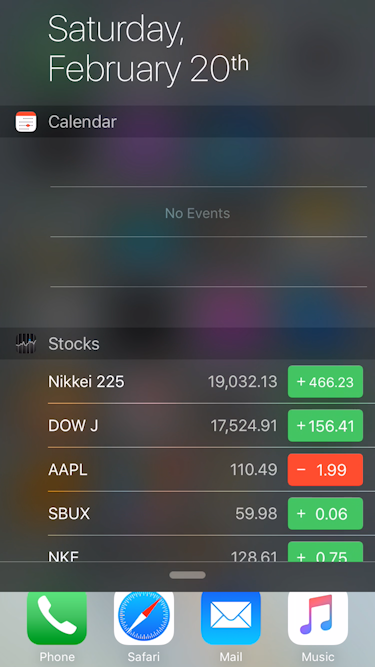 Saturday,
February 20th
Calendar
No Events
Stocks
Nikkei 225 19,032.13 + 466.23
DOW J 17,524.91 + 156.41
AAPL 110.49 − 1.99
SBUX 59.98 + 0.06
NKE 128.61 + 0.75
Phone Safari Mail Music